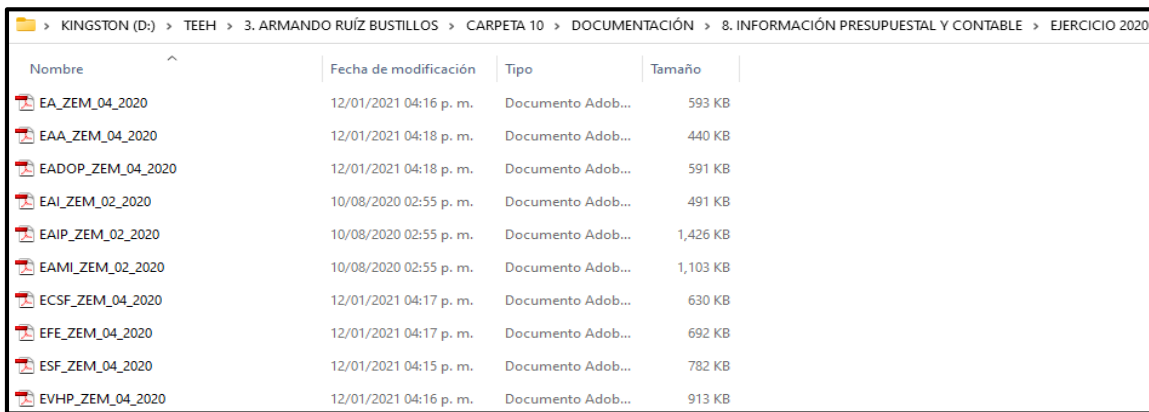 > KINGSTON (D:) > TEEH > 3. ARMANDO RUÍZ BUSTILLOS > CARPETA 10 > DOCUMENTACIÓN > 8. INFORMACIÓN PRESUPUESTAL Y CONTABLE > EJERCICIO 2020
Nombre Fecha de modificación Tipo Tamaño
EA_ZEM_04_2020 12/01/2021 04:16 p. m. Documento Adob... 593 KB
EAA_ZEM_04_2020 12/01/2021 04:18 p. m. Documento Adob... 440 KB
EADOP_ZEM_04_2020 12/01/2021 04:18 p. m. Documento Adob... 591 KB
EAI_ZEM_02_2020 10/08/2020 02:55 p. m. Documento Adob... 491 KB
EAIP_ZEM_02_2020 10/08/2020 02:55 p. m. Documento Adob... 1,426 KB
EAMI_ZEM_02_2020 10/08/2020 02:55 p. m. Documento Adob... 1,103 KB
ECSF_ZEM_04_2020 12/01/2021 04:17 p. m. Documento Adob... 630 KB
EFE_ZEM_04_2020 12/01/2021 04:17 p. m. Documento Adob... 692 KB
ESF_ZEM_04_2020 12/01/2021 04:15 p. m. Documento Adob... 782 KB
EVHP_ZEM_04_2020 12/01/2021 04:16 p. m. Documento Adob... 913 KB